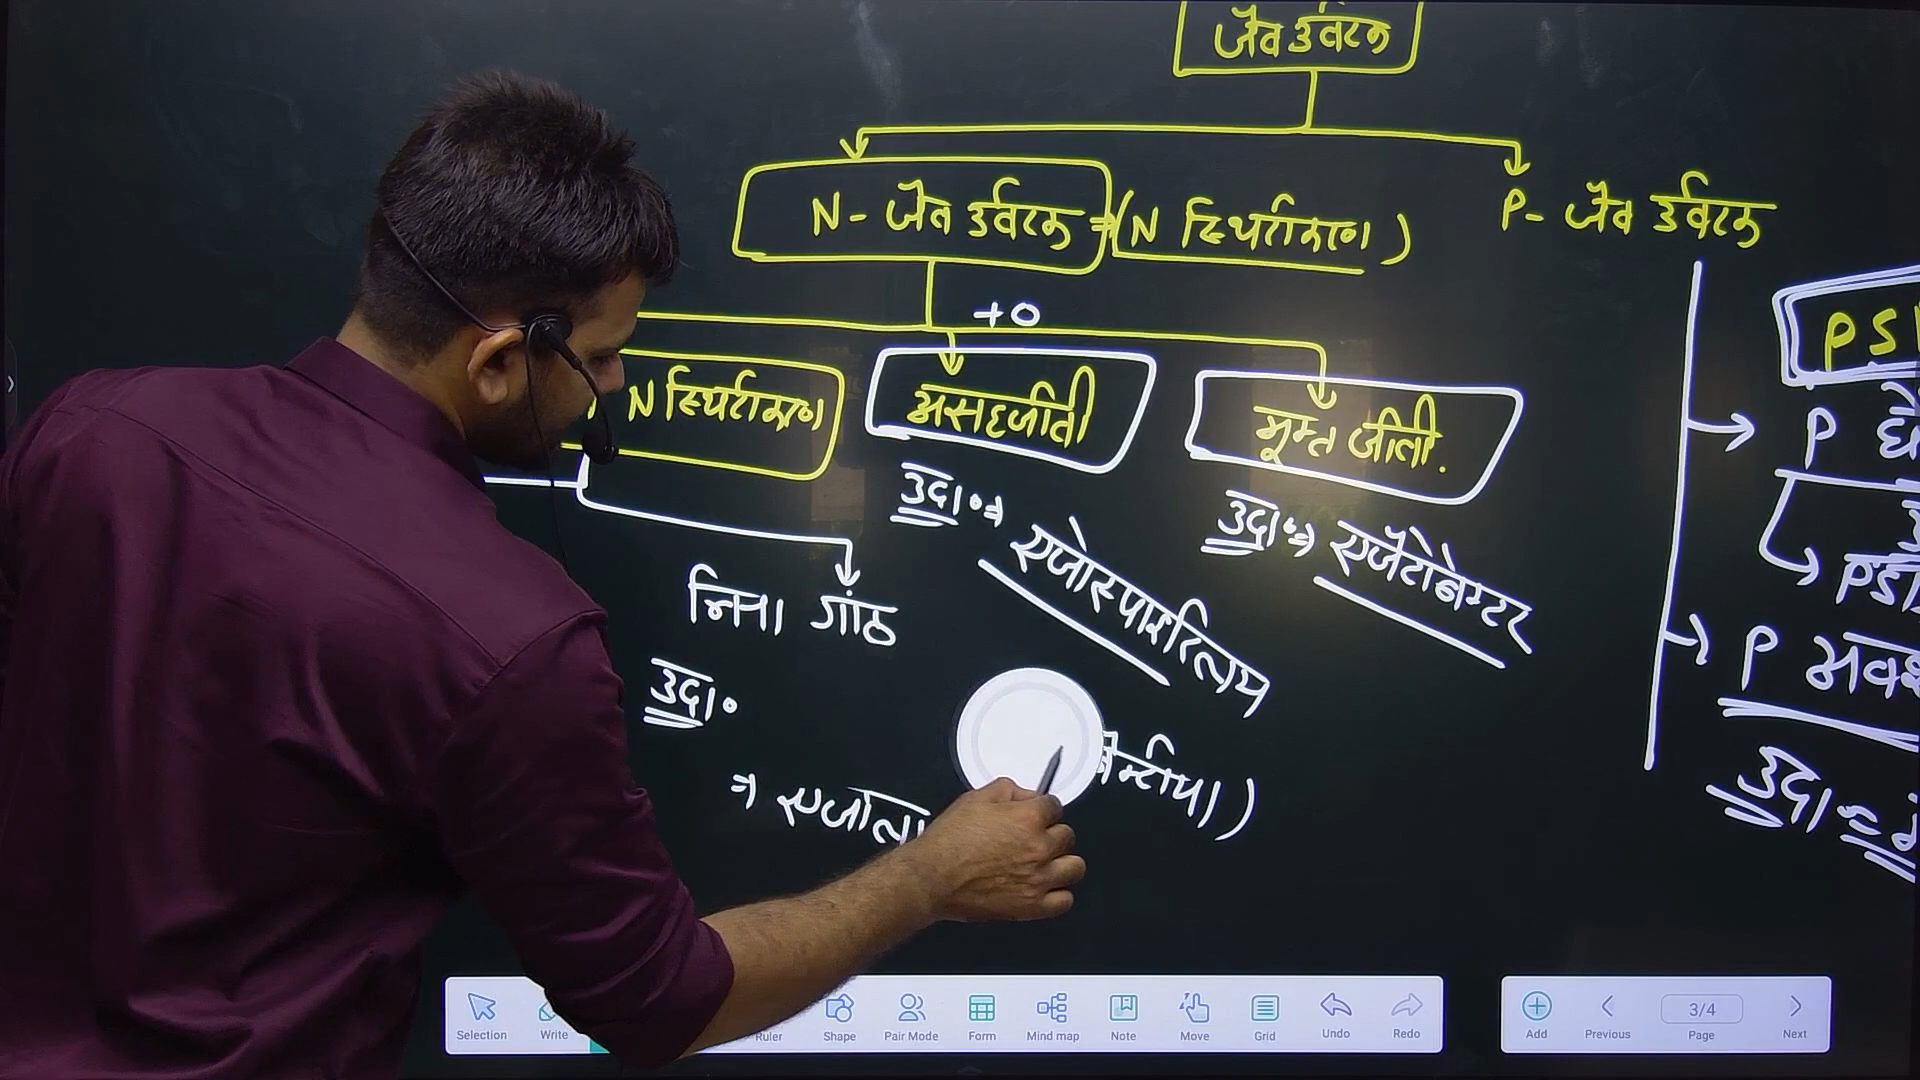 जैव उर्वरक
N- जैव उर्वरक → (N स्थिरीकरण)
P- जैव उर्वरक
+0
N स्थिरीकरण
असहजीवी
मुक्त जीवी.
उदा० ⇒ एजोस्पाइरिलम
उदा० ⇒ एजेटोबेक्टर
बिना गांठ
उदा०
⇒ एजोला
P
P
उदा =
Selection
Write
Ruler
Shape
Pair Mode
Form
Mind map
Note
Move
Grid
Undo
Redo
Add
Previous
3/4
Page
Next